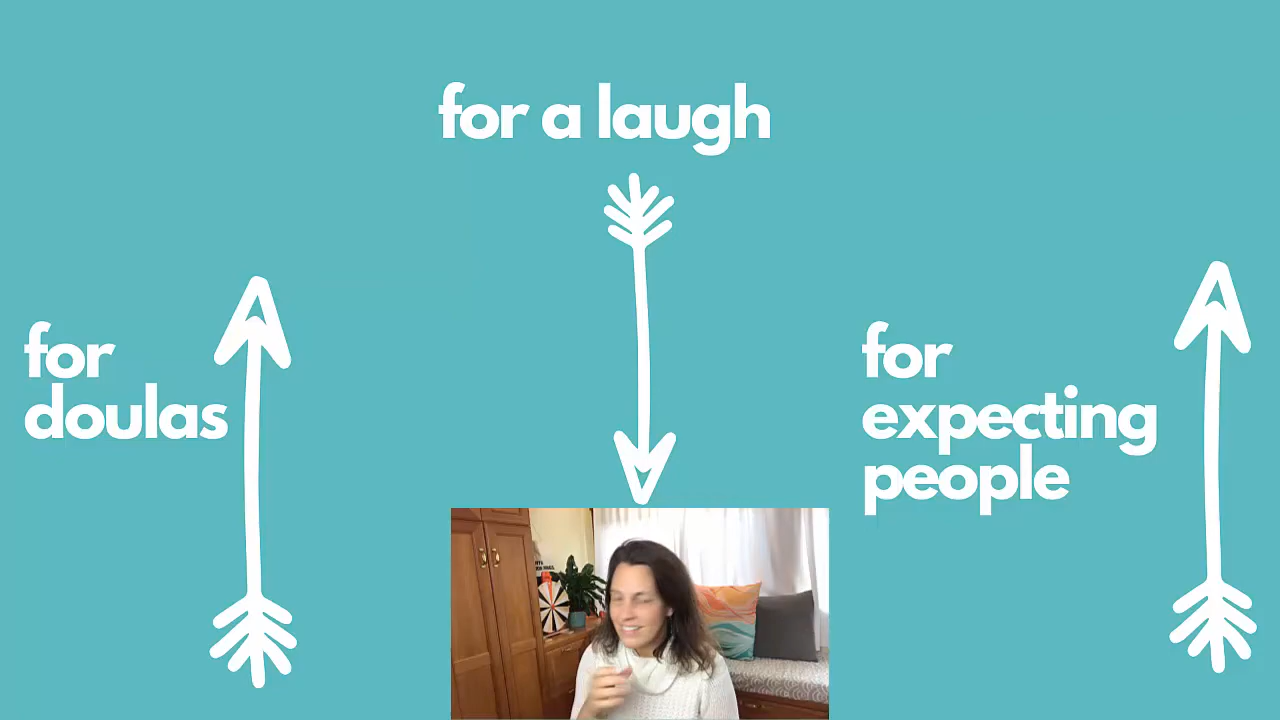 for a laugh
for
doulas
for
expecting
people